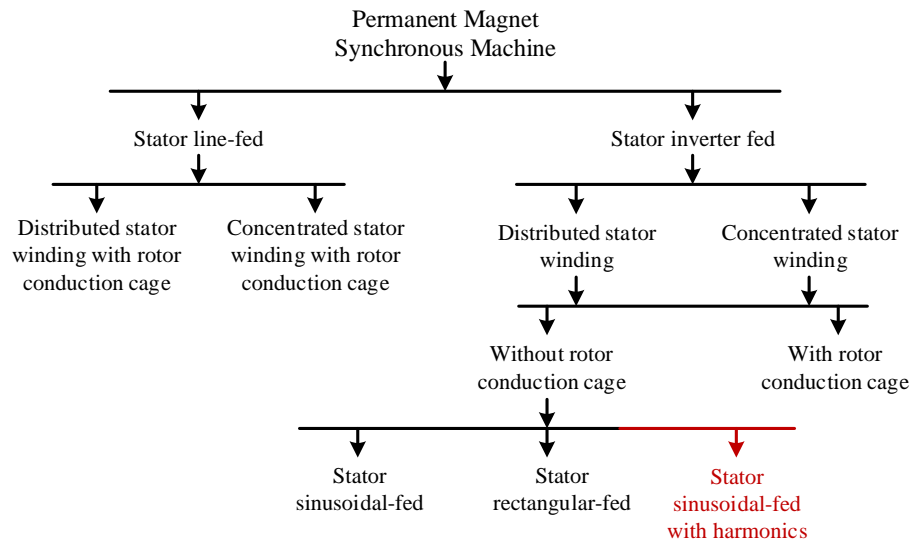 Permanent Magnet
Synchronous Machine
Stator line-fed
Stator inverter fed
Distributed stator
winding with rotor
conduction cage
Concentrated stator
winding with rotor
conduction cage
Distributed stator
winding
Concentrated stator
winding
Without rotor
conduction cage
With rotor
conduction cage
Stator
sinusoidal-fed
Stator
rectangular-fed
Stator
sinusoidal-fed
with harmonics